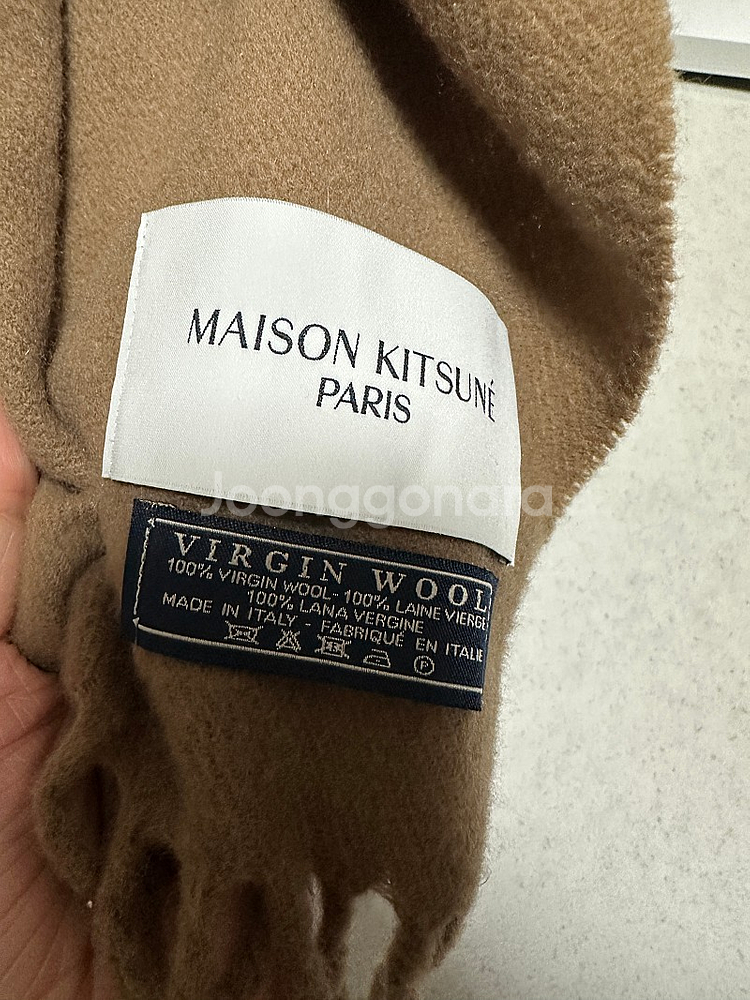 MAISON KITSUNÉ
PARIS
Joonggonara
VIRGIN WOOL
100% VIRGIN WOOL - 100% LAINE VIERGE
100% LANA VERGINE
MADE IN ITALY - FABRIQUÉ EN ITALIE
P